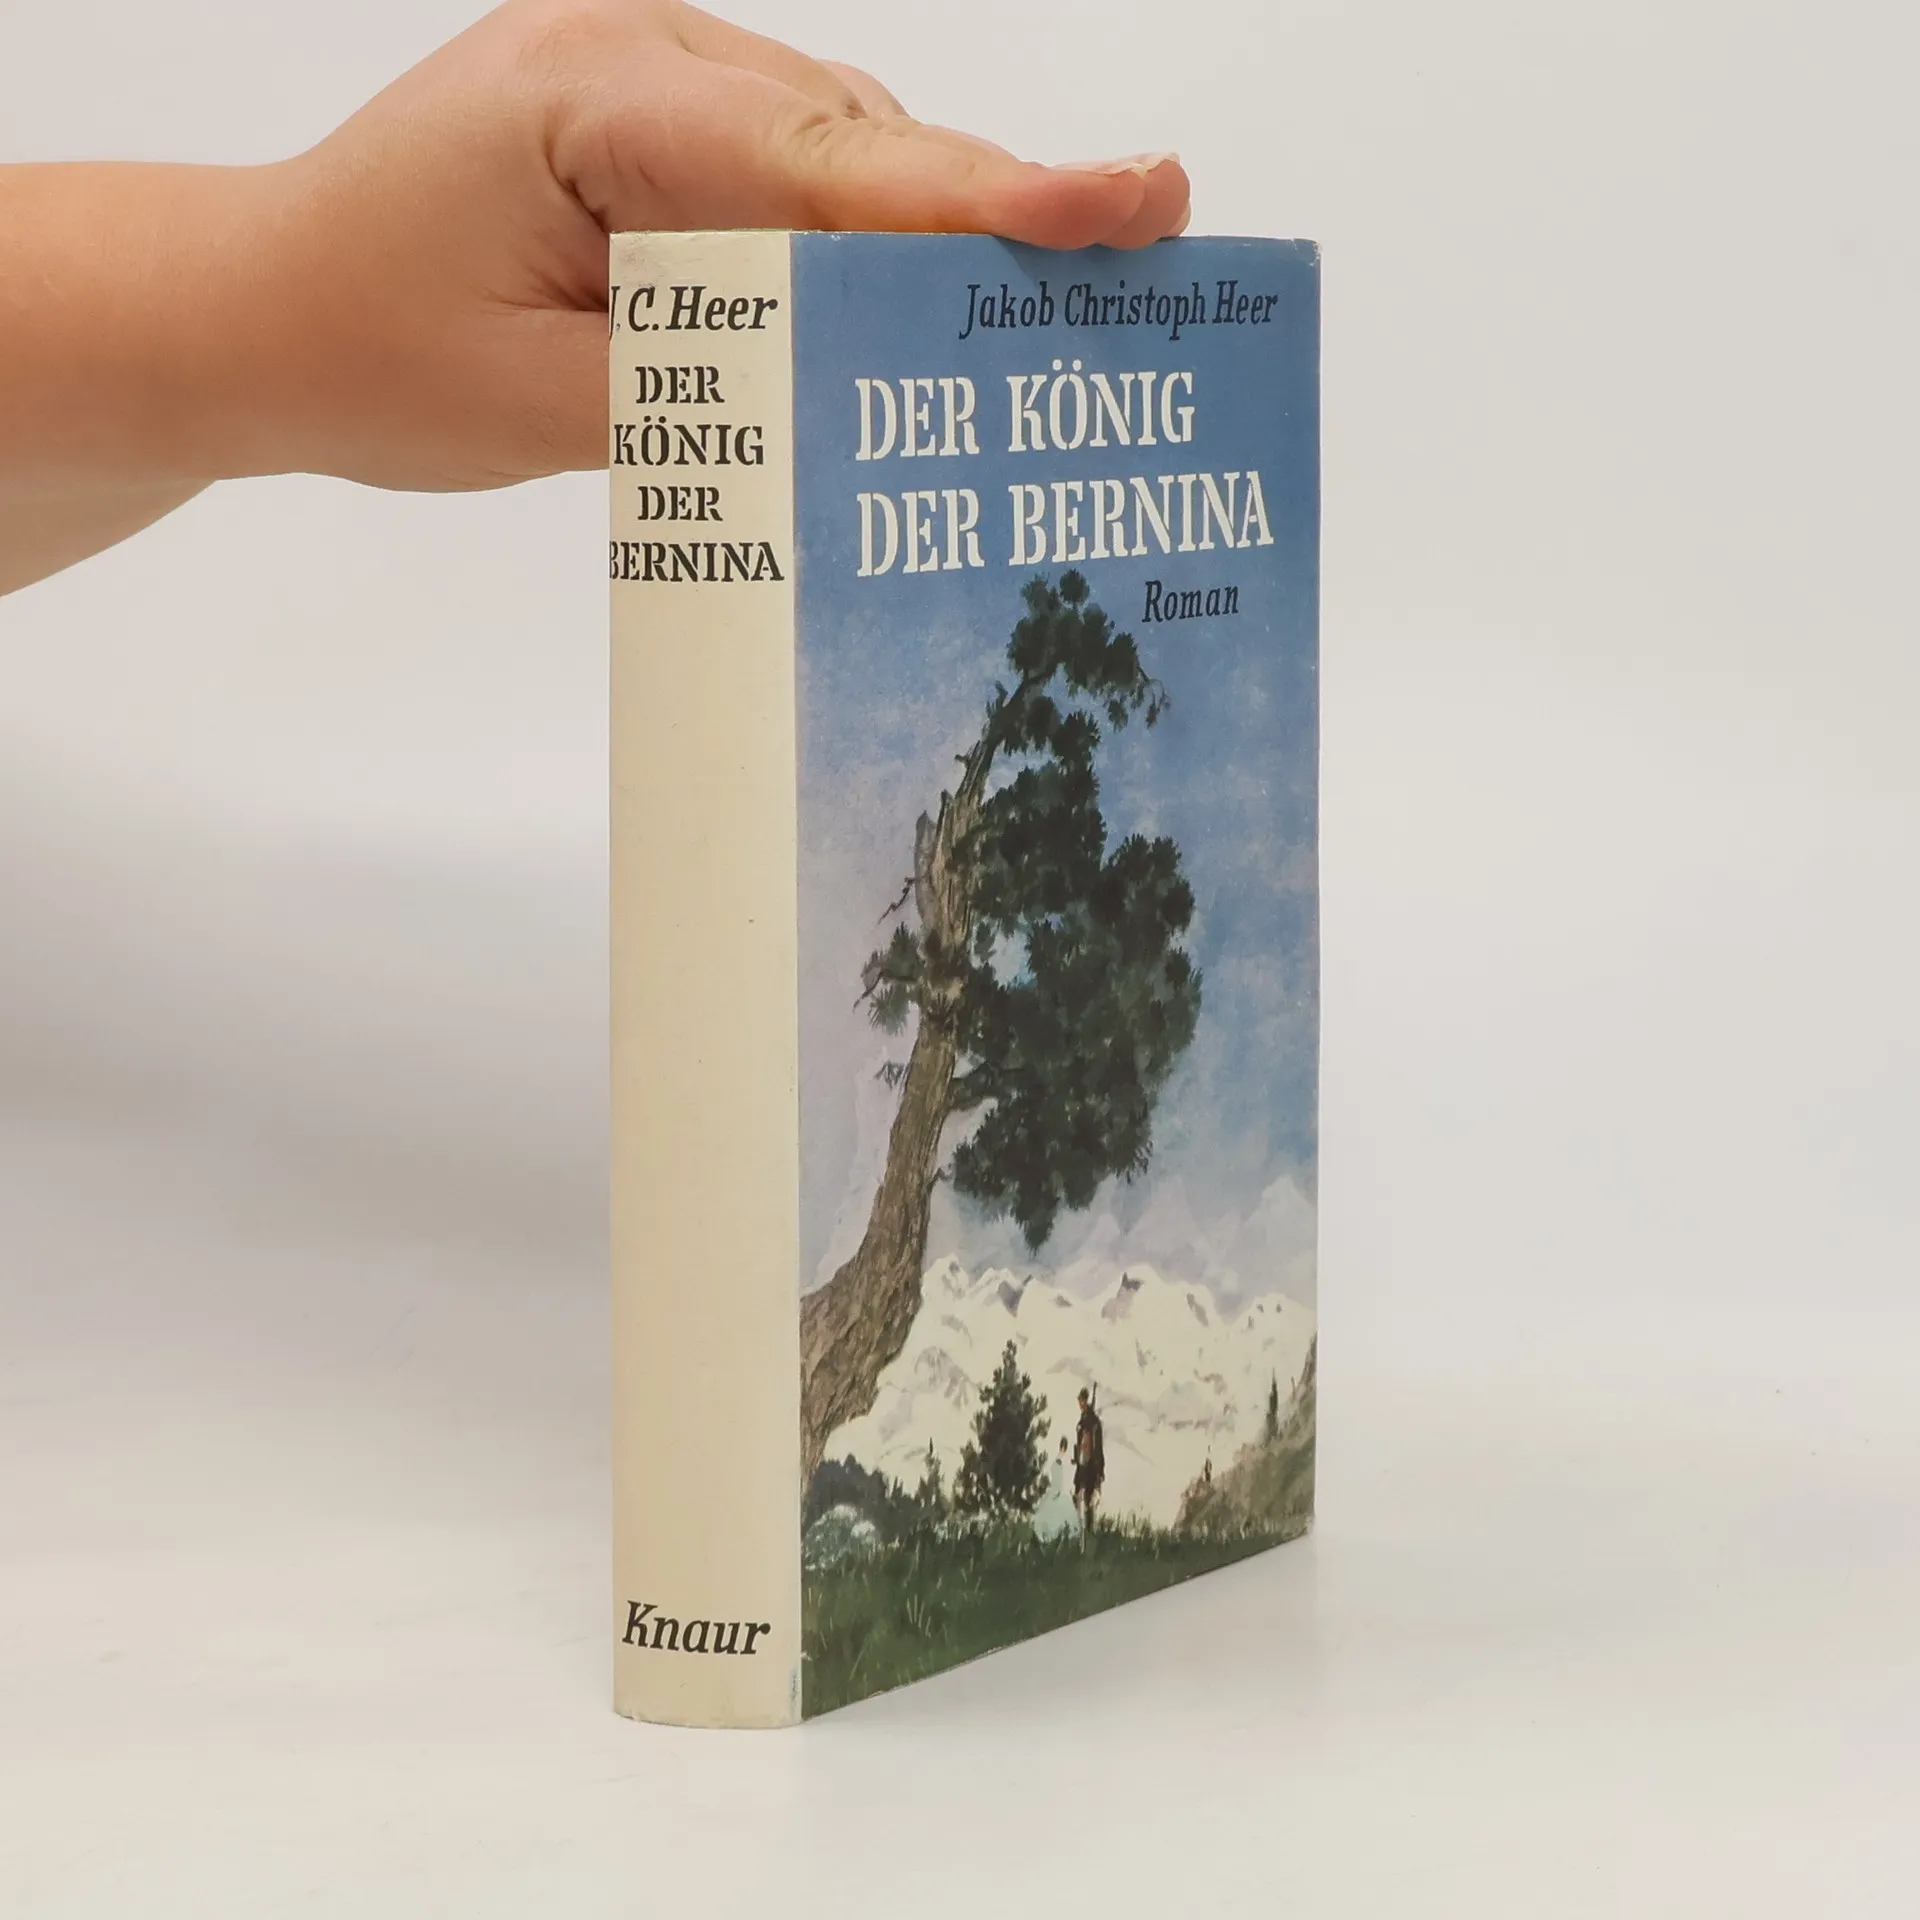 J. C. Heer
DER
KÖNIG
DER
BERNINA
Knaur
Jakob Christoph Heer
DER KÖNIG
DER BERNINA
Roman